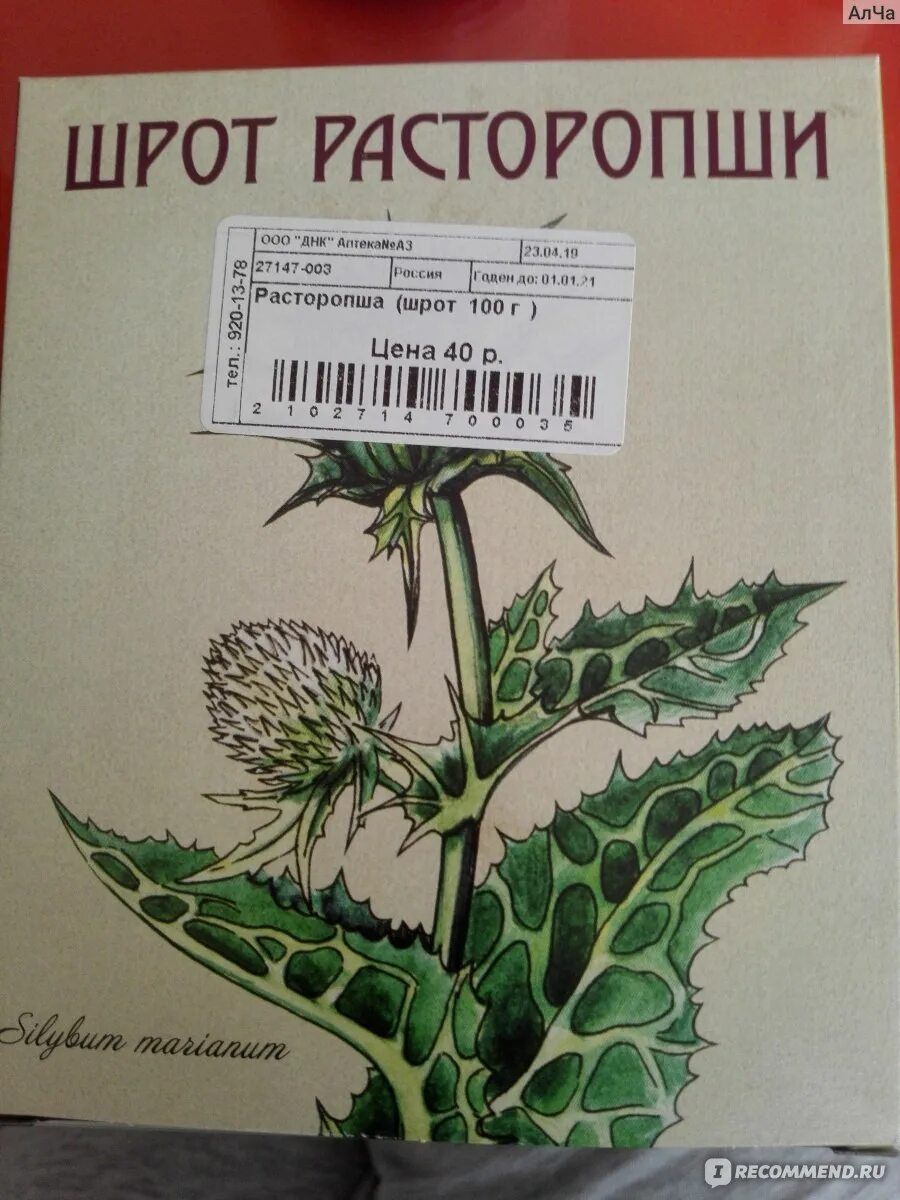 АлЧа
ШРОТ РАСТОРОПШИ
ООО "ДНК" Аптека№А3
23.04.19
27147-003
Россия
Годен до: 01.01.21
тел.: 920-13-78
Расторопша (шрот 100 г )
Цена 40 р.
2 102714 700035
Silybum marianum
IRECOMMEND.RU